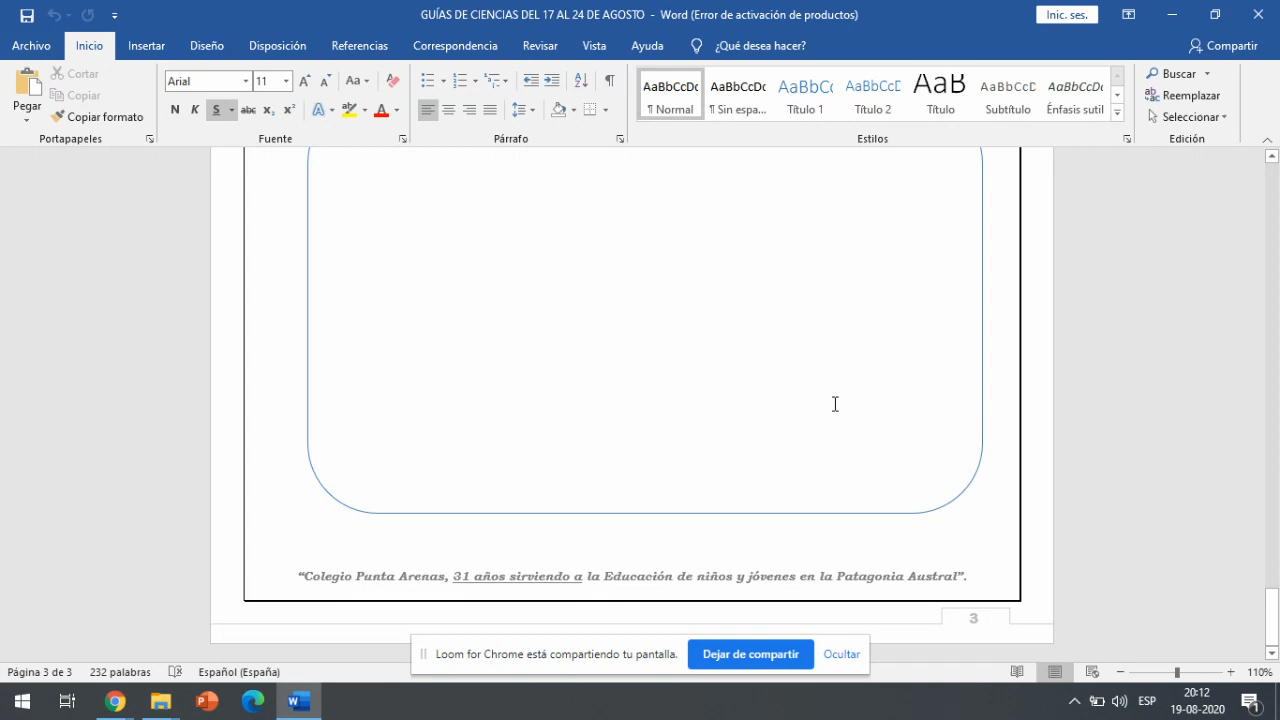 GUÍAS DE CIENCIAS DEL 17 AL 24 DE AGOSTO - Word (Error de activación de productos)
Inic. ses.
Archivo Inicio Insertar Diseño Disposición Referencias Correspondencia Revisar Vista Ayuda ¿Qué desea hacer? Compartir
Pegar
Cortar
Copiar
Copiar formato
Portapapeles
Arial 11
N K S abc x₂ x²
Fuente
Párrafo
AaBbCcDc AaBbCcDc AaBbCc AaBbCcD AaB AaBbCcD AaBbCcDc
¶ Normal ¶ Sin espa... Título 1 Título 2 Título Subtítulo Énfasis sutil
Estilos
Buscar
Reemplazar
Seleccionar
Edición
“Colegio Punta Arenas, 31 años sirviendo a la Educación de niños y jóvenes en la Patagonia Austral”.
3
Loom for Chrome está compartiendo tu pantalla. Dejar de compartir Ocultar
Página 3 de 3 232 palabras Español (España) 110%
ESP 20:12
19-08-2020 1